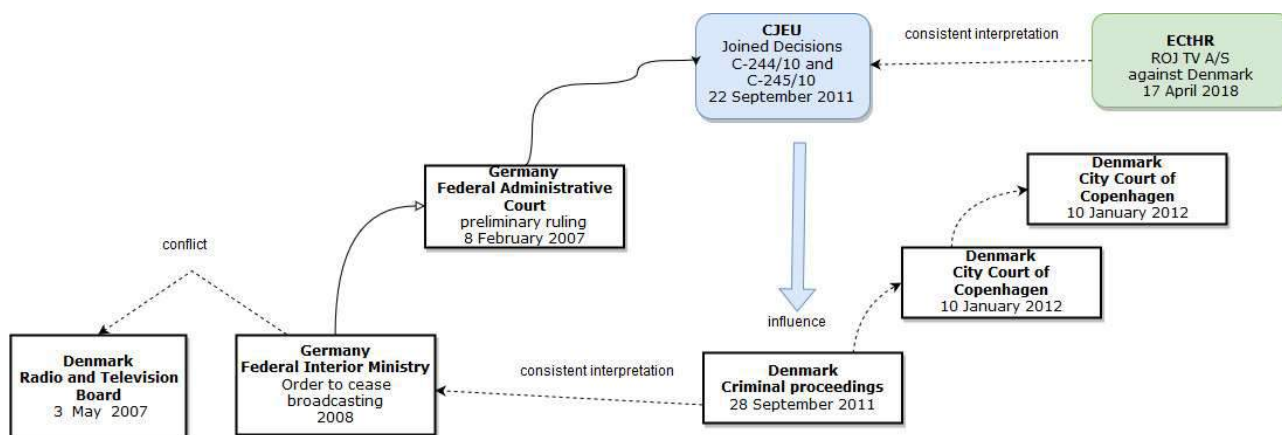 CJEU
Joined Decisions
C-244/10 and
C-245/10
22 September 2011
consistent interpretation
ECtHR
ROJ TV A/S
against Denmark
17 April 2018
Germany
Federal Administrative
Court
preliminary ruling
8 February 2007
Denmark
City Court of
Copenhagen
10 January 2012
conflict
Denmark
City Court of
Copenhagen
10 January 2012
influence
Denmark
Radio and Television
Board
3 May 2007
Germany
Federal Interior Ministry
Order to cease
broadcasting
2008
consistent interpretation
Denmark
Criminal proceedings
28 September 2011